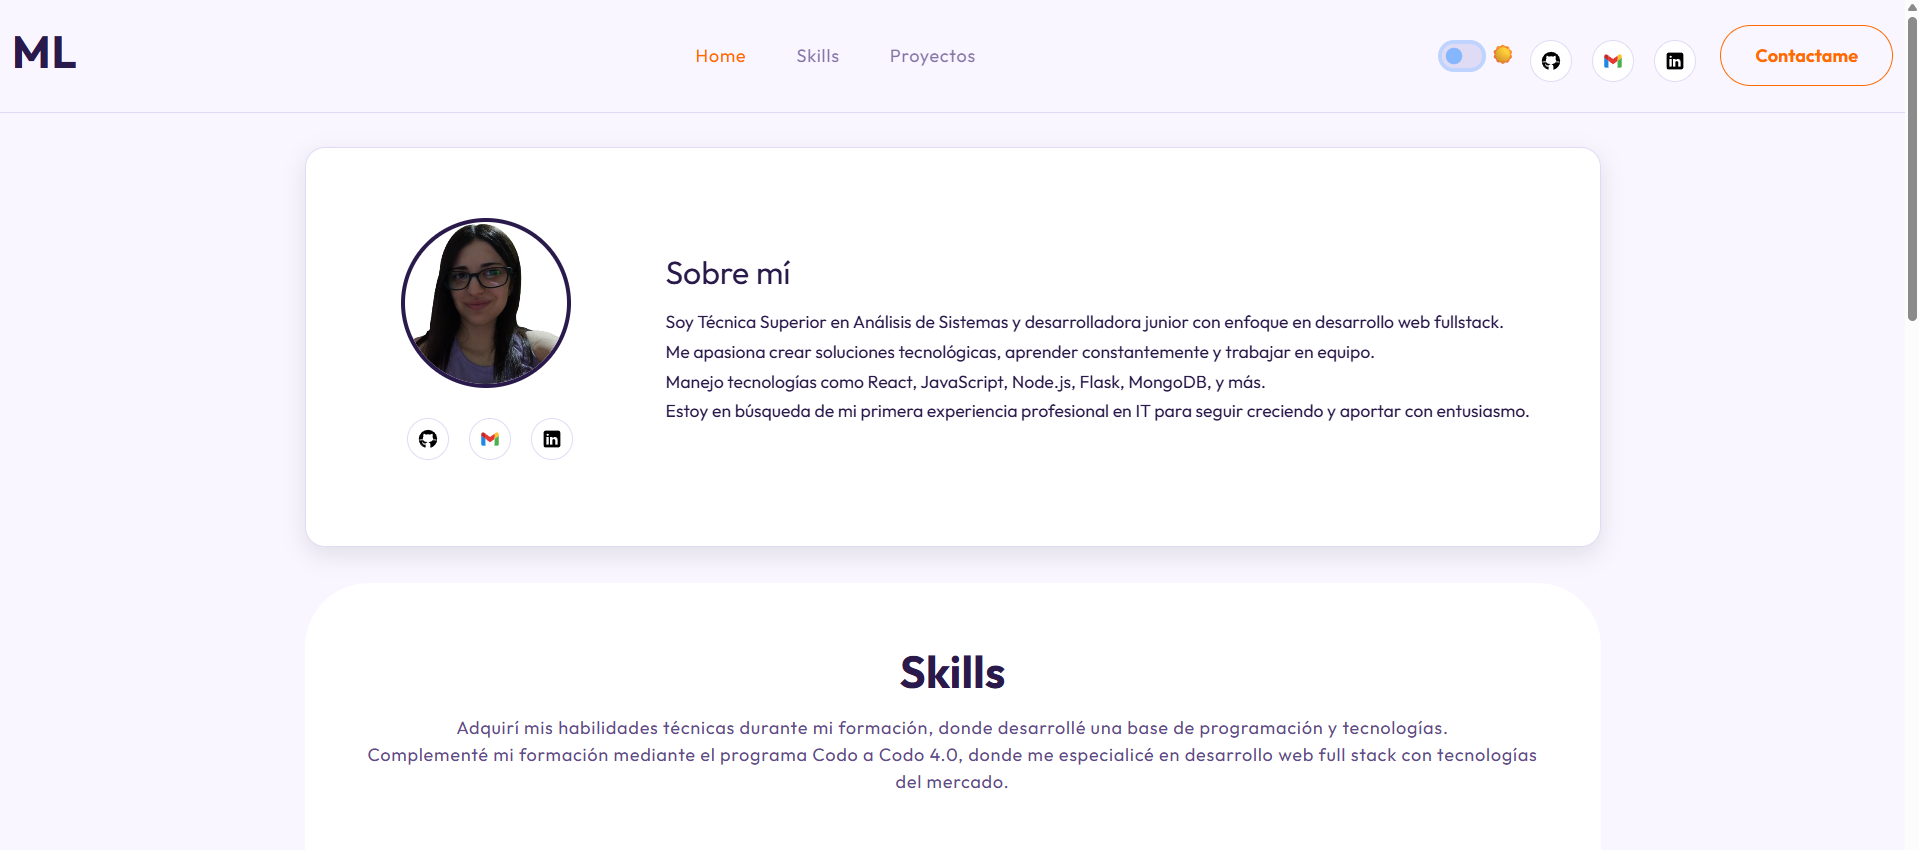 ML
Home
Skills
Proyectos
Contactame
Sobre mí
Soy Técnica Superior en Análisis de Sistemas y desarrolladora junior con enfoque en desarrollo web fullstack.
Me apasiona crear soluciones tecnológicas, aprender constantemente y trabajar en equipo.
Manejo tecnologías como React, JavaScript, Node.js, Flask, MongoDB, y más.
Estoy en búsqueda de mi primera experiencia profesional en IT para seguir creciendo y aportar con entusiasmo.
Skills
Adquirí mis habilidades técnicas durante mi formación, donde desarrollé una base de programación y tecnologías.
Complementé mi formación mediante el programa Codo a Codo 4.0, donde me especialicé en desarrollo web full stack con tecnologías
del mercado.